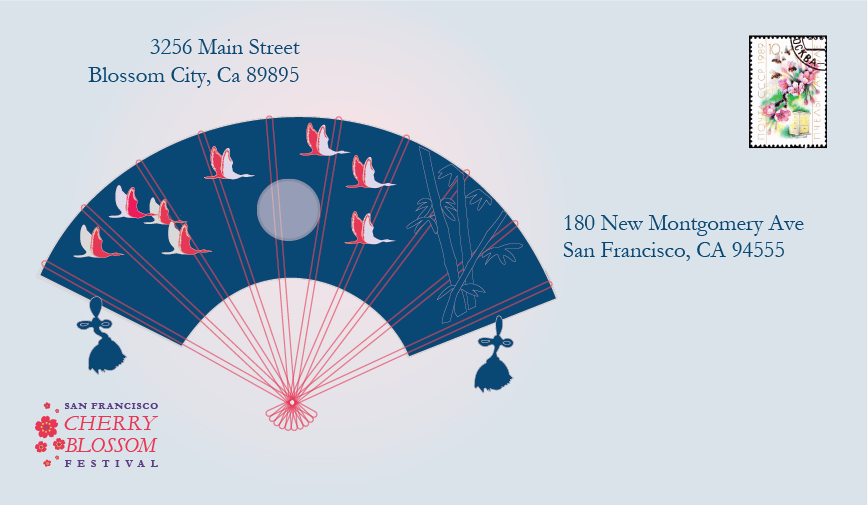 3256 Main Street
Blossom City, Ca 89895
10
ПОЧТА СССР 1989
180 New Montgomery Ave
San Francisco, CA 94555
SAN FRANCISCO
CHERRY
BLOSSOM
FESTIVAL